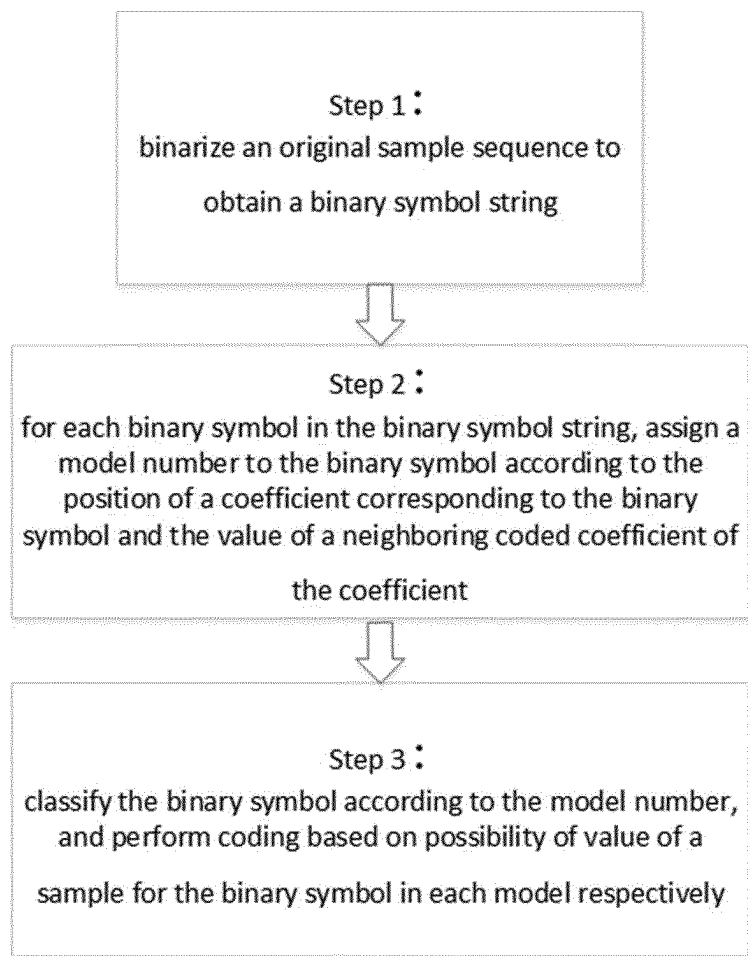 Step 1：
binarize an original sample sequence to
obtain a binary symbol string
Step 2：
for each binary symbol in the binary symbol string, assign a
model number to the binary symbol according to the
position of a coefficient corresponding to the binary
symbol and the value of a neighboring coded coefficient of
the coefficient
Step 3：
classify the binary symbol according to the model number,
and perform coding based on possibility of value of a
sample for the binary symbol in each model respectively